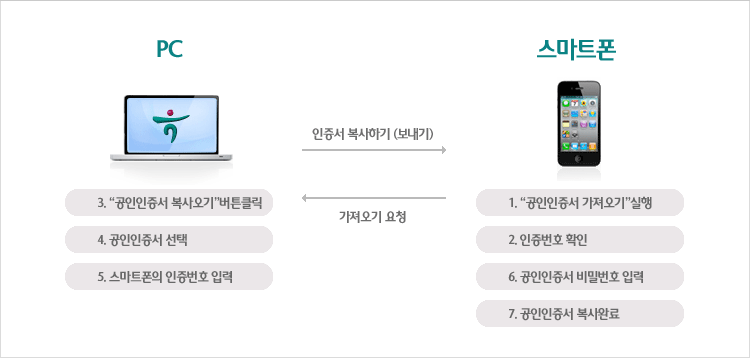 PC
스마트폰
인증서 복사하기 (보내기)
가져오기 요청
3. “공인인증서 복사오기”버튼클릭
4. 공인인증서 선택
5. 스마트폰의 인증번호 입력
1. “공인인증서 가져오기”실행
2. 인증번호 확인
6. 공인인증서 비밀번호 입력
7. 공인인증서 복사완료